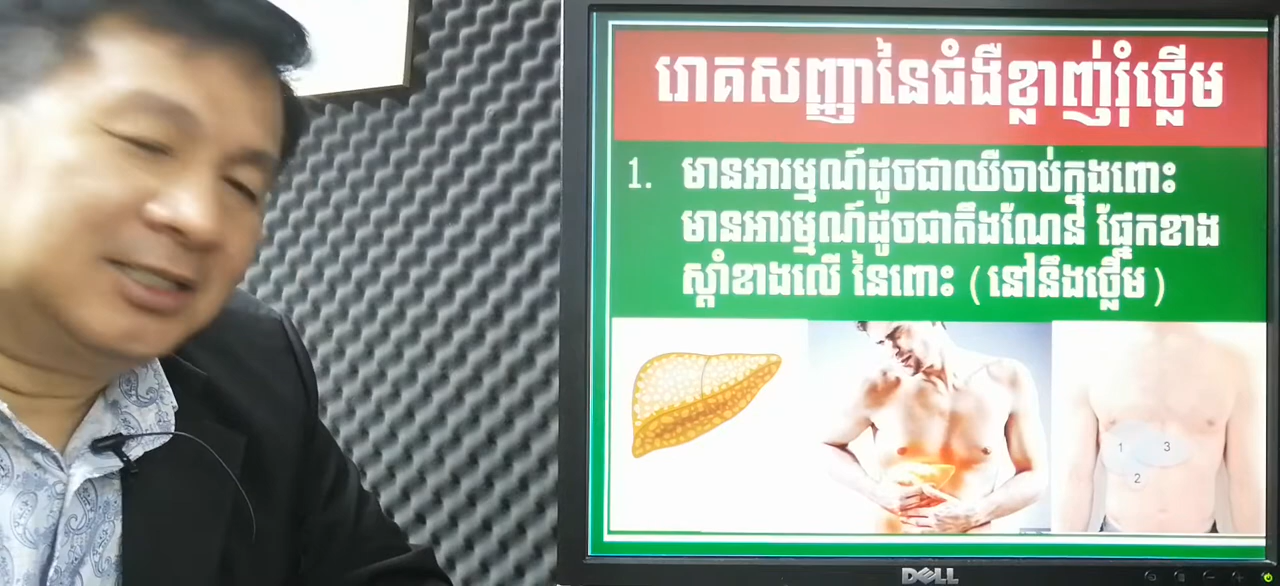 រោគសញ្ញានៃជំងឺខ្លាញ់រុំថ្លើម
1. មានអារម្មណ៍ដូចជាឈឺចាប់ក្នុងពោះ
មានអារម្មណ៍ដូចជាតឹងណែន ផ្នែកខាង
ស្តាំខាងលើ នៃពោះ (នៅនឹងថ្លើម)
1
3
2
DELL